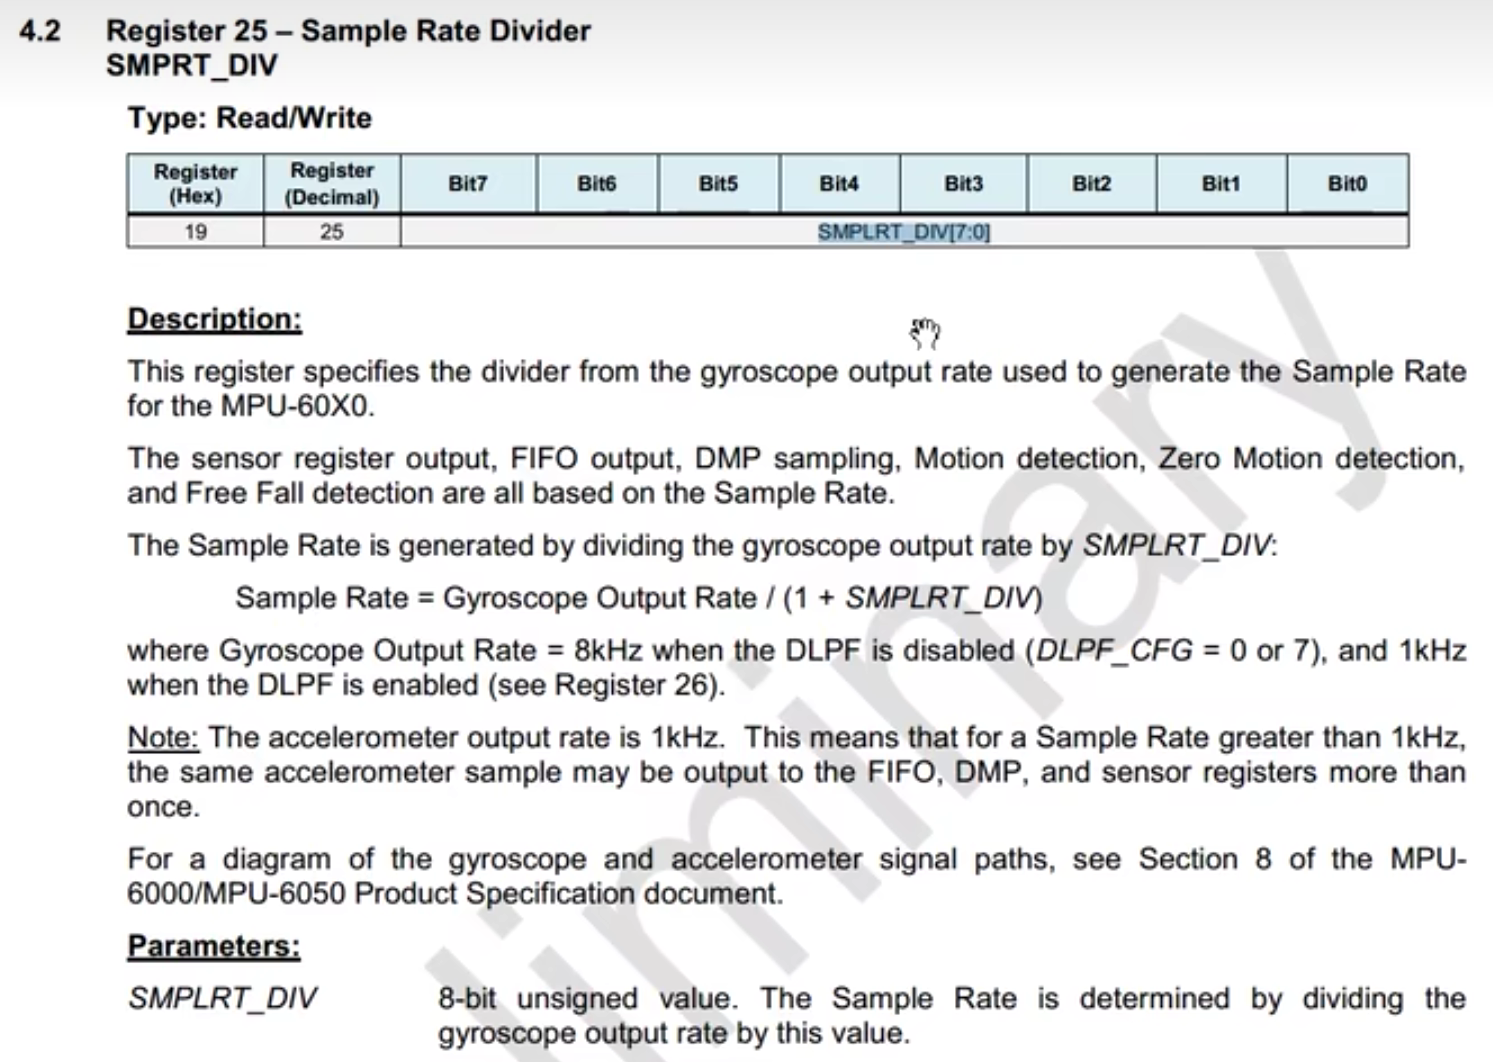 4.2 Register 25 – Sample Rate Divider
SMPRT_DIV
Type: Read/Write
Register (Hex) Register (Decimal) Bit7 Bit6 Bit5 Bit4 Bit3 Bit2 Bit1 Bit0
19 25 SMPLRT_DIV[7:0]
Description:
This register specifies the divider from the gyroscope output rate used to generate the Sample Rate
for the MPU-60X0.
The sensor register output, FIFO output, DMP sampling, Motion detection, Zero Motion detection,
and Free Fall detection are all based on the Sample Rate.
The Sample Rate is generated by dividing the gyroscope output rate by SMPLRT_DIV:
Sample Rate = Gyroscope Output Rate / (1 + SMPLRT_DIV)
where Gyroscope Output Rate = 8kHz when the DLPF is disabled (DLPF_CFG = 0 or 7), and 1kHz
when the DLPF is enabled (see Register 26).
Note: The accelerometer output rate is 1kHz. This means that for a Sample Rate greater than 1kHz,
the same accelerometer sample may be output to the FIFO, DMP, and sensor registers more than
once.
For a diagram of the gyroscope and accelerometer signal paths, see Section 8 of the MPU-
6000/MPU-6050 Product Specification document.
Parameters:
SMPLRT_DIV 8-bit unsigned value. The Sample Rate is determined by dividing the
gyroscope output rate by this value.
liminary